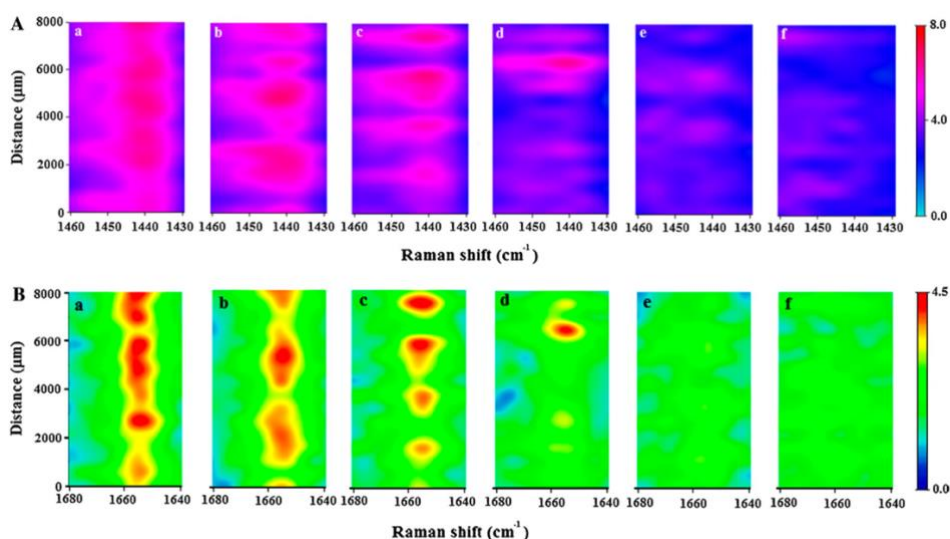 A
a b c d e f
8000 8.0
6000
Distance (µm)
4000 4.0
2000
0 0.0
1460 1450 1440 1430 1460 1450 1440 1430 1460 1450 1440 1430 1460 1450 1440 1430 1460 1450 1440 1430 1460 1450 1440 1430
Raman shift (cm⁻¹)
B
a b c d e f
8000 4.5
6000
Distance (µm)
4000
2000
0 0.0
1680 1660 1640 1680 1660 1640 1680 1660 1640 1680 1660 1640 1680 1660 1640 1680 1660 1640
Raman shift (cm⁻¹)